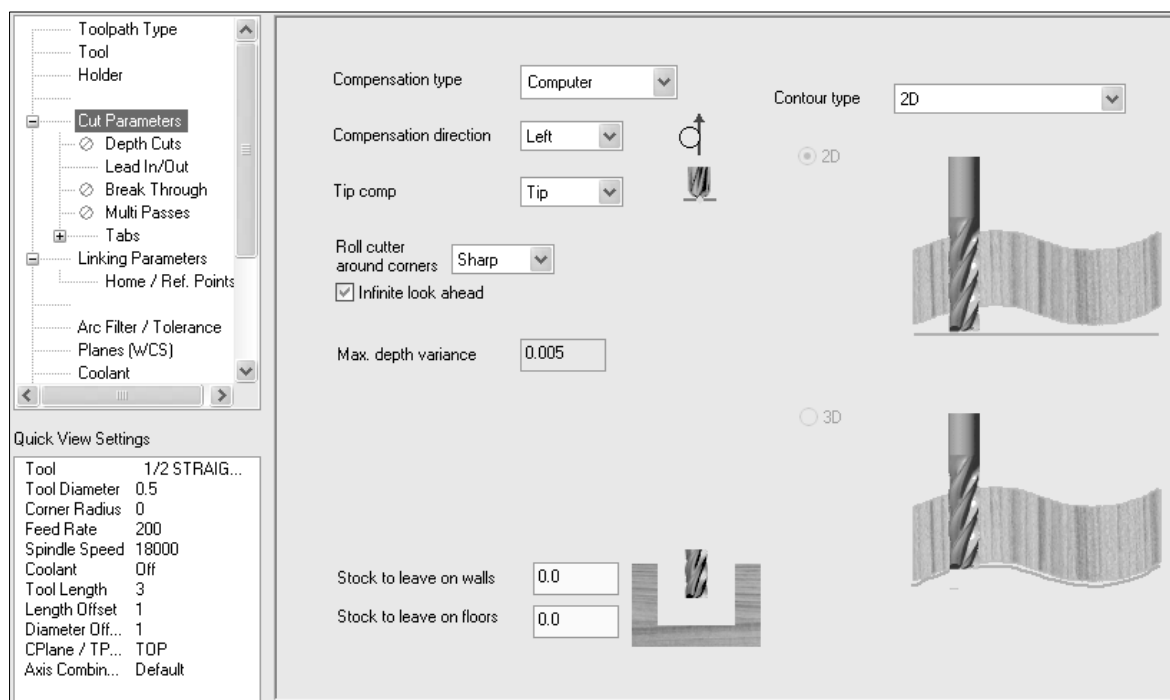 Toolpath Type
Tool
Holder
Cut Parameters
Depth Cuts
Lead In/Out
Break Through
Multi Passes
Tabs
Linking Parameters
Home / Ref. Points
Arc Filter / Tolerance
Planes (WCS)
Coolant
Quick View Settings
Tool 1/2 STRAIG...
Tool Diameter 0.5
Corner Radius 0
Feed Rate 200
Spindle Speed 18000
Coolant Off
Tool Length 3
Length Offset 1
Diameter Off... 1
CPlane / TP... TOP
Axis Combin... Default
Compensation type Computer
Compensation direction Left
Tip comp Tip
Roll cutter
around corners Sharp
Infinite look ahead
Max. depth variance 0.005
Stock to leave on walls 0.0
Stock to leave on floors 0.0
Contour type 2D
2D
3D